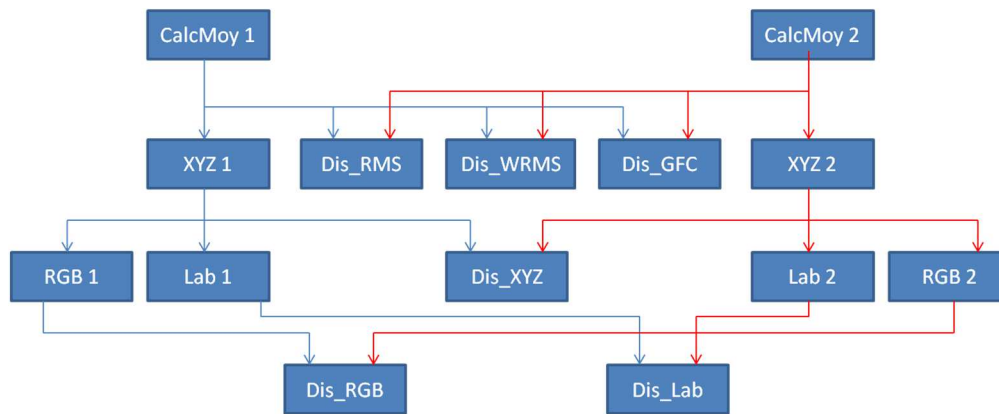 CalcMoy 1
CalcMoy 2
XYZ 1
Dis_RMS
Dis_WRMS
Dis_GFC
XYZ 2
RGB 1
Lab 1
Dis_XYZ
Lab 2
RGB 2
Dis_RGB
Dis_Lab